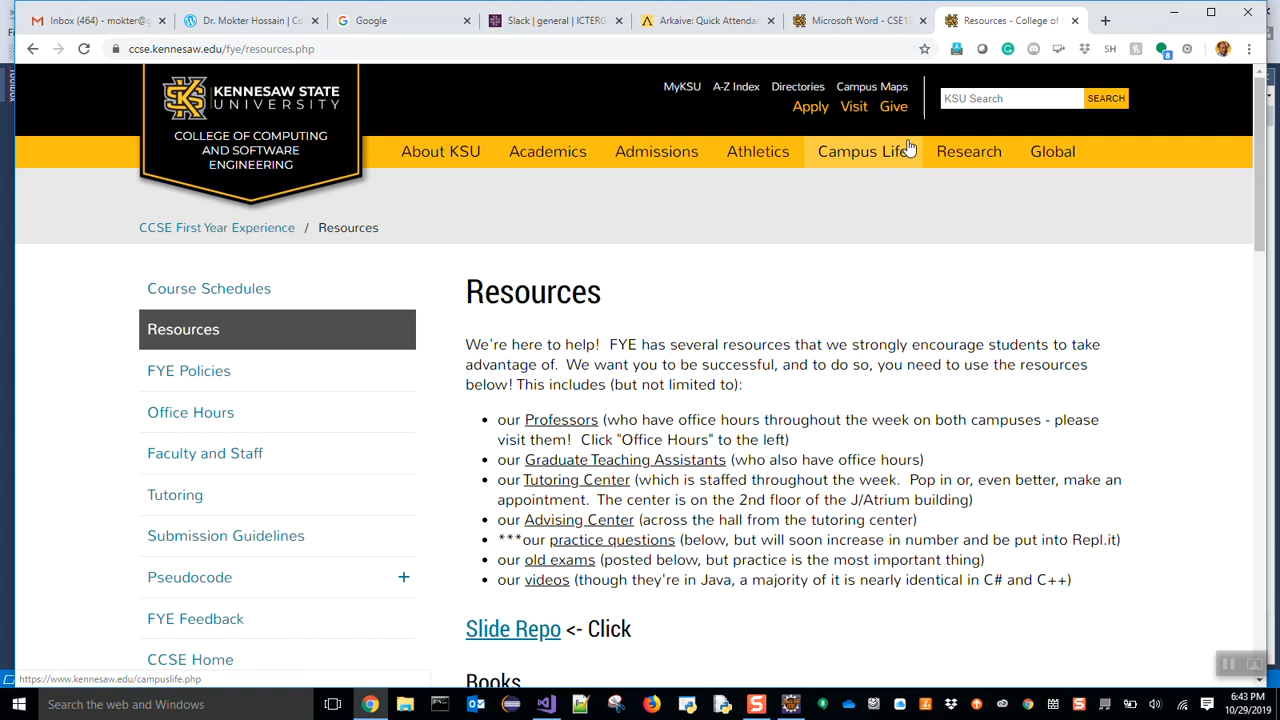 Inbox (464) - mokter@g
Dr. Mokter Hossain | Co
Google
Slack | general | ICTERG
Arkaive: Quick Attendan
Microsoft Word - CSE13
Resources - College of
ccse.kennesaw.edu/fye/resources.php
KENNESAW STATE
UNIVERSITY
COLLEGE OF COMPUTING
AND SOFTWARE
ENGINEERING
MyKSU A-Z Index Directories Campus Maps
Apply Visit Give
KSU Search SEARCH
About KSU Academics Admissions Athletics Campus Life Research Global
CCSE First Year Experience / Resources
Course Schedules
Resources
FYE Policies
Office Hours
Faculty and Staff
Tutoring
Submission Guidelines
Pseudocode +
FYE Feedback
CCSE Home
Resources
We're here to help! FYE has several resources that we strongly encourage students to take
advantage of. We want you to be successful, and to do so, you need to use the resources
below! This includes (but not limited to):
• our Professors (who have office hours throughout the week on both campuses - please
visit them! Click "Office Hours" to the left)
• our Graduate Teaching Assistants (who also have office hours)
• our Tutoring Center (which is staffed throughout the week. Pop in or, even better, make an
appointment. The center is on the 2nd floor of the J/Atrium building)
• our Advising Center (across the hall from the tutoring center)
• ***our practice questions (below, but will soon increase in number and be put into Repl.it)
• our old exams (posted below, but practice is the most important thing)
• our videos (though they're in Java, a majority of it is nearly identical in C# and C++)
Slide Repo <- Click
Books
https://www.kennesaw.edu/campuslife.php
Search the web and Windows
6:43 PM
10/29/2019